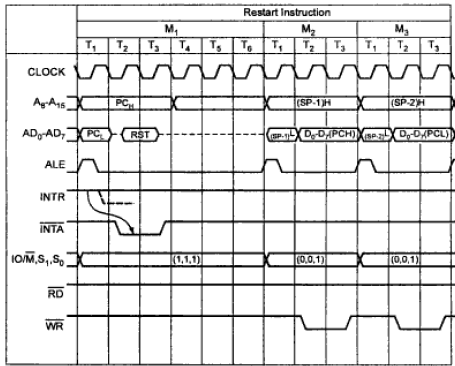 Restart Instruction
M1 M2 M3
T1 T2 T3 T4 T5 T6 T1 T2 T3 T1 T2 T3
CLOCK
A8-A15 PCH (SP-1)H (SP-2)H
AD0-AD7 PCL RST (SP-1)L D0-D7(PCH) (SP-2)L D0-D7(PCL)
ALE
INTR
INTA
IO/M,S1,S0 (1,1,1) (0,0,1) (0,0,1)
RD
WR